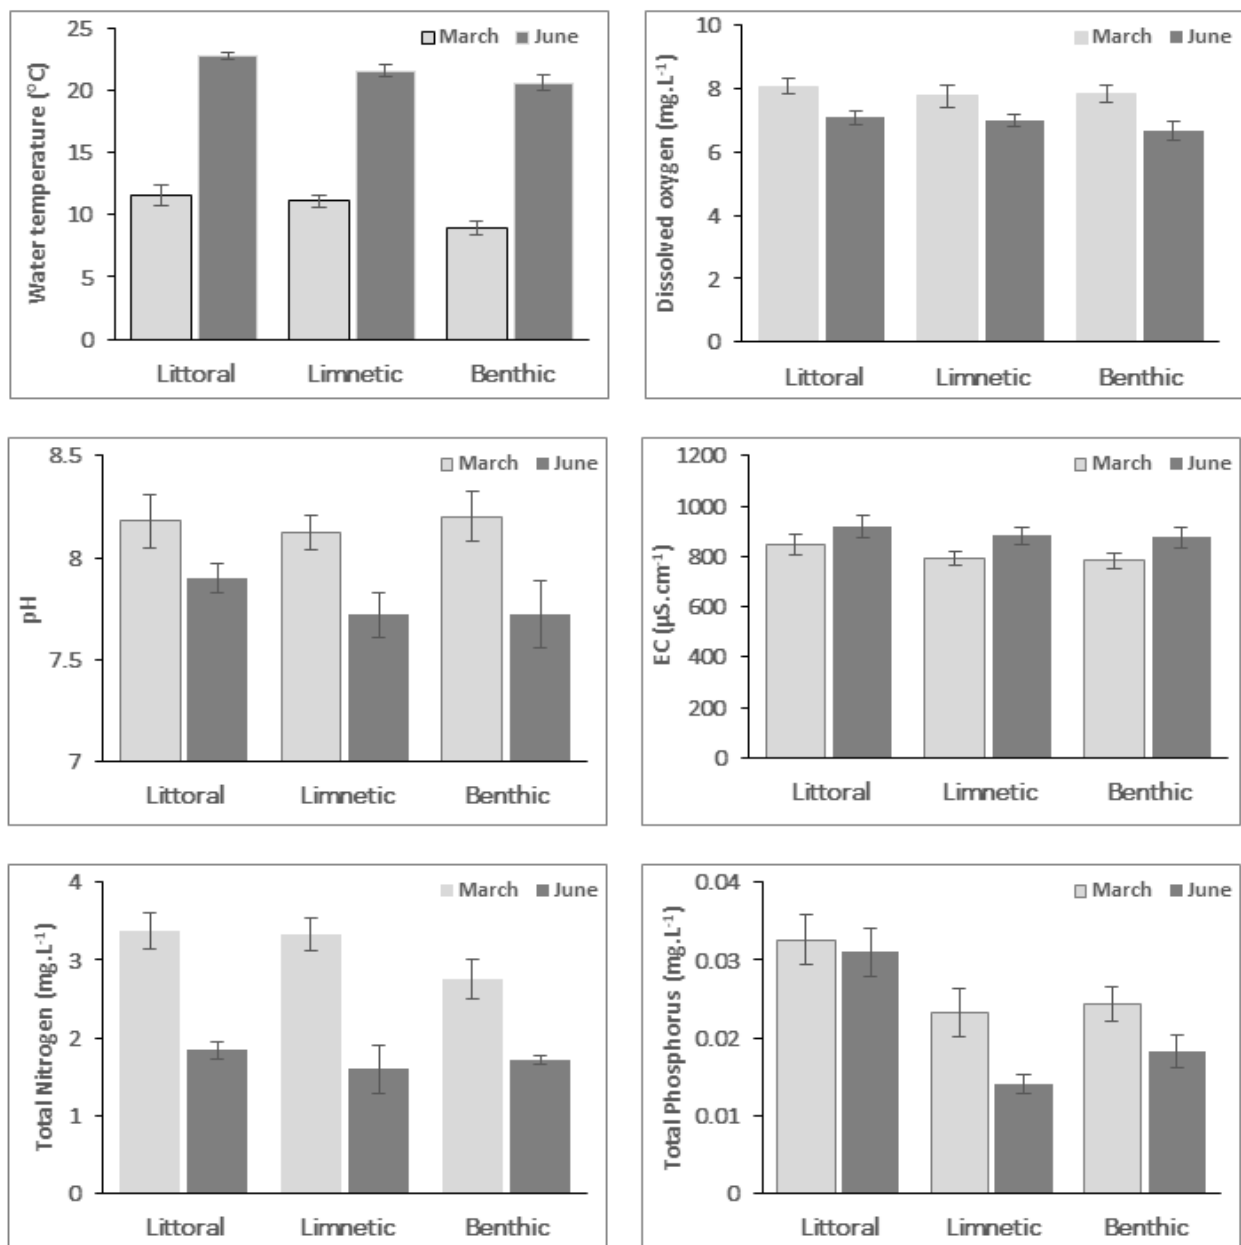 Water temperature (°C)
25
20
15
10
5
0
March June
Littoral Limnetic Benthic
Dissolved oxygen (mg.L-1)
10
8
6
4
2
0
March June
Littoral Limnetic Benthic
pH
8.5
8
7.5
7
March June
Littoral Limnetic Benthic
EC (µS.cm-1)
1200
1000
800
600
400
200
0
March June
Littoral Limnetic Benthic
Total Nitrogen (mg.L-1)
4
3
2
1
0
March June
Littoral Limnetic Benthic
Total Phosphorus (mg.L-1)
0.04
0.03
0.02
0.01
0
March June
Littoral Limnetic Benthic